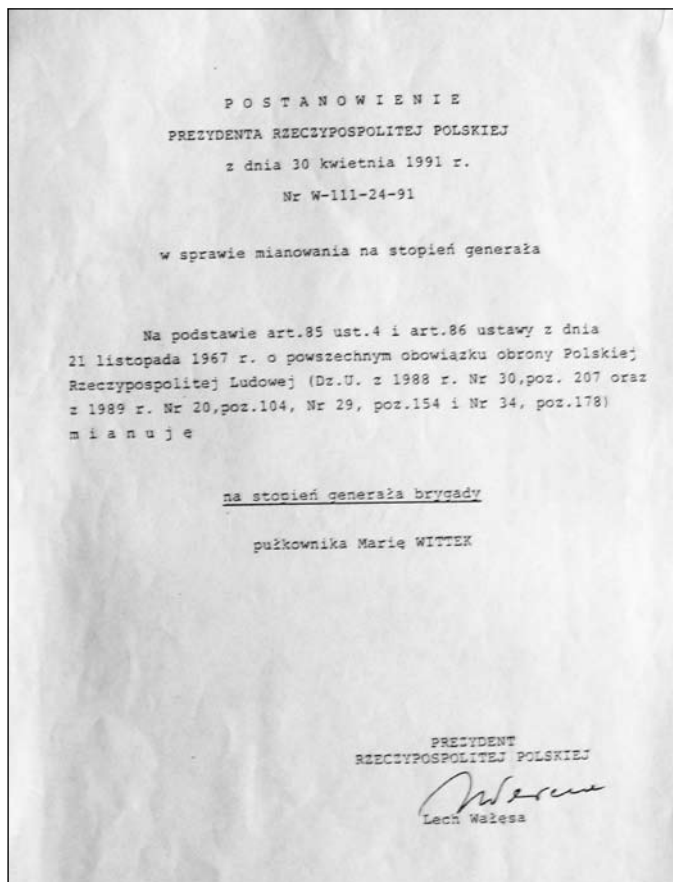 P O S T A N O W I E N I E
PREZYDENTA RZECZYPOSPOLITEJ POLSKIEJ
z dnia 30 kwietnia 1991 r.
Nr W-111-24-91
w sprawie mianowania na stopień generała
Na podstawie art.85 ust.4 i art.86 ustawy z dnia
21 listopada 1967 r. o powszechnym obowiązku obrony Polskiej
Rzeczypospolitej Ludowej (Dz.U. z 1988 r. Nr 30,poz. 207 oraz
z 1989 r. Nr 20,poz.104, Nr 29, poz.154 i Nr 34, poz.178)
m i a n u j ę
na stopień generała brygady
pułkownika Marię WITTEK
PREZYDENT
RZECZYPOSPOLITEJ POLSKIEJ
Lech Wałęsa